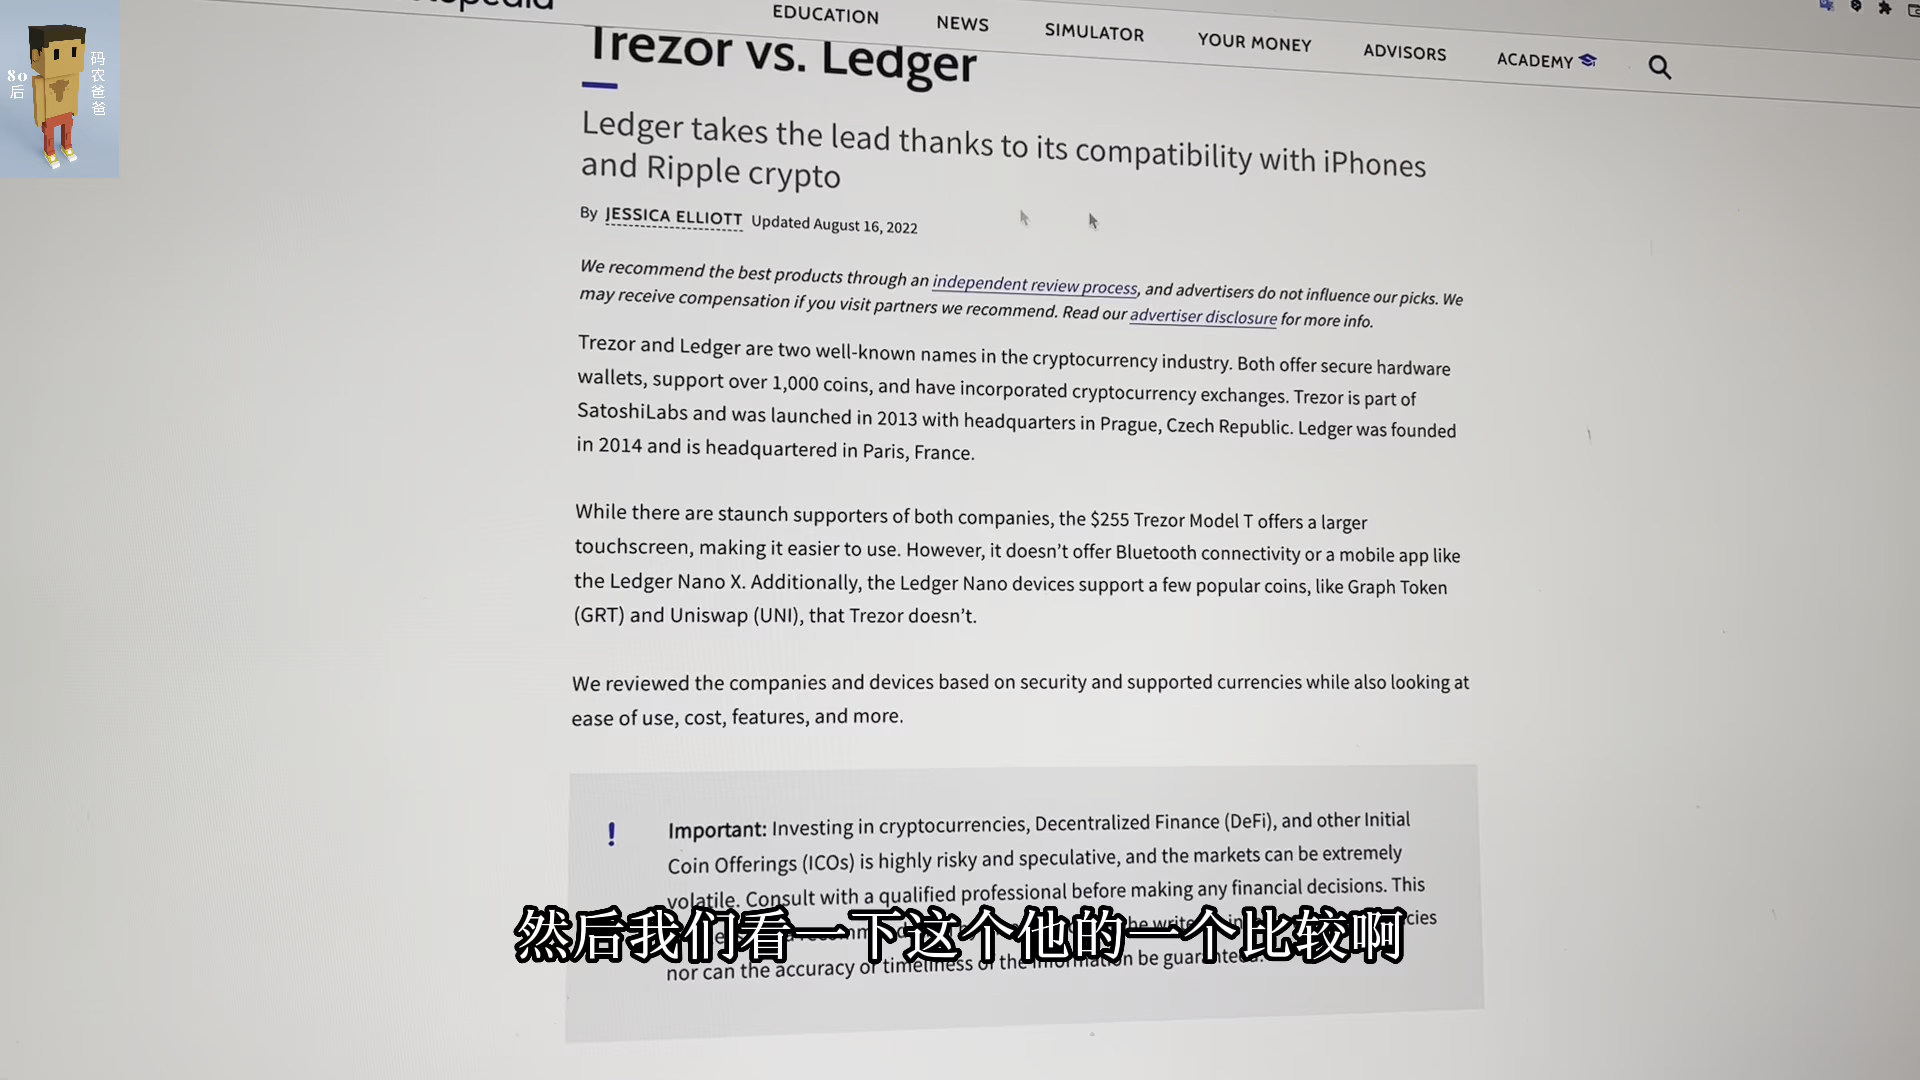 EDUCATION
NEWS
SIMULATOR
YOUR MONEY
ADVISORS
ACADEMY
80后
码农爸爸
Trezor vs. Ledger
Ledger takes the lead thanks to its compatibility with iPhones
and Ripple crypto
By JESSICA ELLIOTT Updated August 16, 2022
We recommend the best products through an independent review process, and advertisers do not influence our picks. We
may receive compensation if you visit partners we recommend. Read our advertiser disclosure for more info.
Trezor and Ledger are two well-known names in the cryptocurrency industry. Both offer secure hardware
wallets, support over 1,000 coins, and have incorporated cryptocurrency exchanges. Trezor is part of
SatoshiLabs and was launched in 2013 with headquarters in Prague, Czech Republic. Ledger was founded
in 2014 and is headquartered in Paris, France.
While there are staunch supporters of both companies, the $255 Trezor Model T offers a larger
touchscreen, making it easier to use. However, it doesn't offer Bluetooth connectivity or a mobile app like
the Ledger Nano X. Additionally, the Ledger Nano devices support a few popular coins, like Graph Token
(GRT) and Uniswap (UNI), that Trezor doesn't.
We reviewed the companies and devices based on security and supported currencies while also looking at
ease of use, cost, features, and more.
! Important: Investing in cryptocurrencies, Decentralized Finance (DeFi), and other Initial
Coin Offerings (ICOs) is highly risky and speculative, and the markets can be extremely
volatile. Consult with a qualified professional before making any financial decisions. This
nor can the accuracy or timeliness of the information be guaranteed.
然后我们看一下这个他的一个比较啊